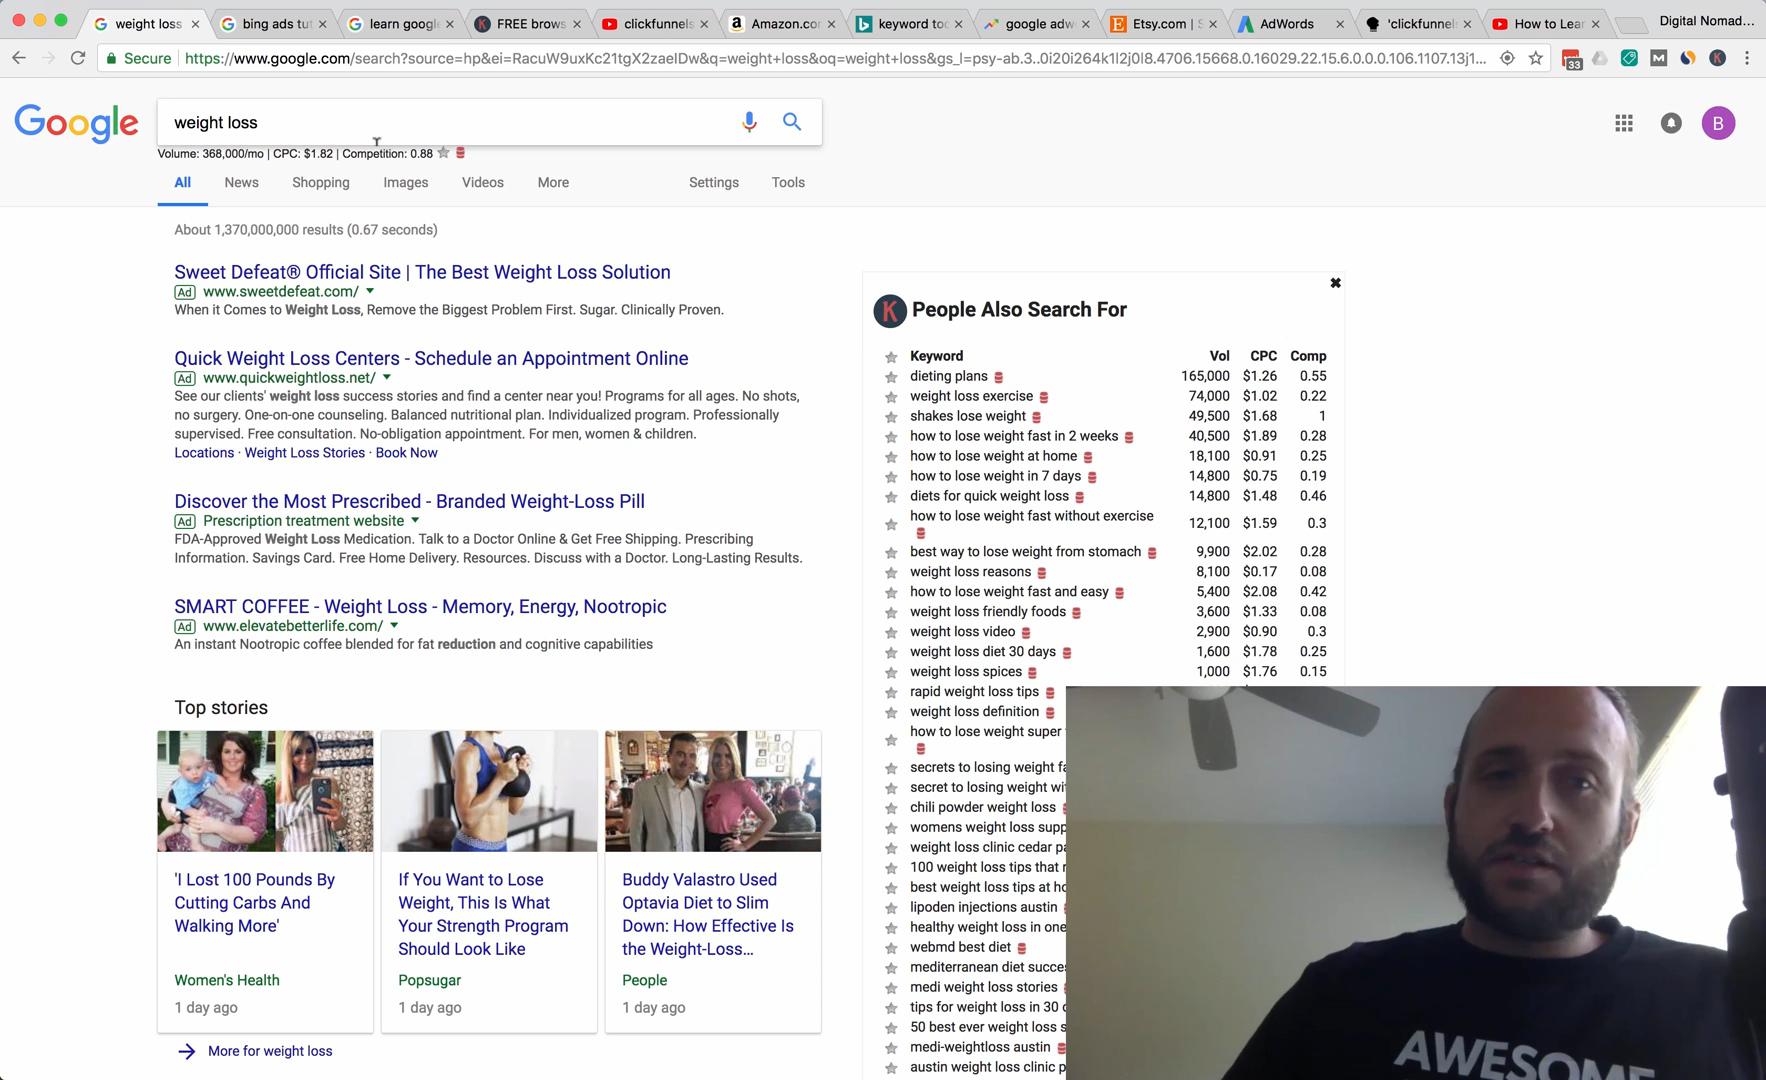 weight loss
bing ads tut
learn google
FREE brows
clickfunnels
Amazon.co
keyword too
google adw
Etsy.com | S
AdWords
'clickfunnel
How to Lear
Digital Nomad...
Secure https://www.google.com/search?source=hp&ei=RacuW9uxKc21tgX2zaeIDw&q=weight+loss&oq=weight+loss&gs_l=psy-ab.3..0i20i264k1l2j0l8.4706.15668.0.16029.22.15.6.0.0.0.106.1107.13j1...
33
Google
weight loss
B
Volume: 368,000/mo | CPC: $1.82 | Competition: 0.88
All News Shopping Images Videos More Settings Tools
About 1,370,000,000 results (0.67 seconds)
Sweet Defeat® Official Site | The Best Weight Loss Solution
Ad www.sweetdefeat.com/
When it Comes to Weight Loss, Remove the Biggest Problem First. Sugar. Clinically Proven.
Quick Weight Loss Centers - Schedule an Appointment Online
Ad www.quickweightloss.net/
See our clients' weight loss success stories and find a center near you! Programs for all ages. No shots,
no surgery. One-on-one counseling. Balanced nutritional plan. Individualized program. Professionally
supervised. Free consultation. No-obligation appointment. For men, women & children.
Locations · Weight Loss Stories · Book Now
Discover the Most Prescribed - Branded Weight-Loss Pill
Ad Prescription treatment website
FDA-Approved Weight Loss Medication. Talk to a Doctor Online & Get Free Shipping. Prescribing
Information. Savings Card. Free Home Delivery. Resources. Discuss with a Doctor. Long-Lasting Results.
SMART COFFEE - Weight Loss - Memory, Energy, Nootropic
Ad www.elevatebetterlife.com/
An instant Nootropic coffee blended for fat reduction and cognitive capabilities
Top stories
'I Lost 100 Pounds By
Cutting Carbs And
Walking More'
Women's Health
1 day ago
If You Want to Lose
Weight, This Is What
Your Strength Program
Should Look Like
Popsugar
1 day ago
Buddy Valastro Used
Optavia Diet to Slim
Down: How Effective Is
the Weight-Loss...
People
1 day ago
More for weight loss
K People Also Search For
Keyword Vol CPC Comp
dieting plans 165,000 $1.26 0.55
weight loss exercise 74,000 $1.02 0.22
shakes lose weight 49,500 $1.68 1
how to lose weight fast in 2 weeks 40,500 $1.89 0.28
how to lose weight at home 18,100 $0.91 0.25
how to lose weight in 7 days 14,800 $0.75 0.19
diets for quick weight loss 14,800 $1.48 0.46
how to lose weight fast without exercise 12,100 $1.59 0.3
best way to lose weight from stomach 9,900 $2.02 0.28
weight loss reasons 8,100 $0.17 0.08
how to lose weight fast and easy 5,400 $2.08 0.42
weight loss friendly foods 3,600 $1.33 0.08
weight loss video 2,900 $0.90 0.3
weight loss diet 30 days 1,600 $1.78 0.25
weight loss spices 1,000 $1.76 0.15
rapid weight loss tips
weight loss definition
how to lose weight super
secrets to losing weight fa
secret to losing weight wi
chili powder weight loss
womens weight loss supp
weight loss clinic cedar pa
100 weight loss tips that r
best weight loss tips at ho
lipoden injections austin
healthy weight loss in one
webmd best diet
mediterranean diet succes
medi weight loss stories
tips for weight loss in 30 d
50 best ever weight loss s
medi-weightloss austin
austin weight loss clinic p
AWESOME